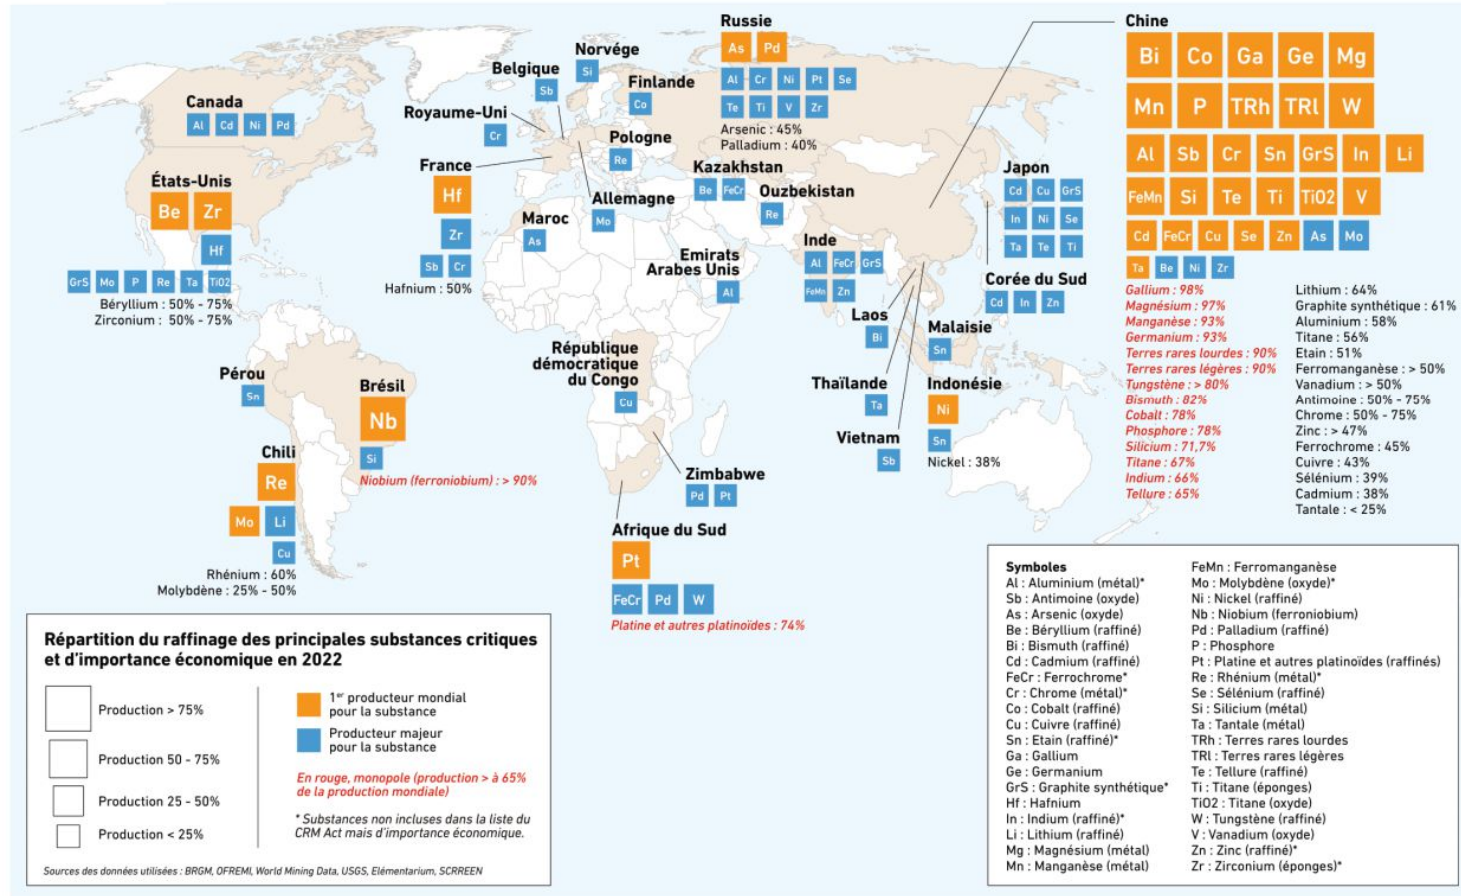 Russie
As Pd
Al Cr Ni Pt Se
Te Ti V Zr
Arsenic : 45%
Palladium : 40%
Chine
Bi Co Ga Ge Mg
Mn P TRh TRl W
Al Sb Cr Sn GrS In Li
FeMn Si Te Ti TiO2 V
Cd FeCr Cu Se Zn As Mo
Ta Be Ni Zr
Gallium : 98%
Magnésium : 97%
Manganèse : 93%
Germanium : 93%
Terres rares lourdes : 90%
Terres rares légères : 90%
Tungstène : > 80%
Bismuth : 82%
Cobalt : 78%
Phosphore : 78%
Silicium : 71,7%
Titane : 67%
Indium : 66%
Tellure : 65%
Lithium : 64%
Graphite synthétique : 61%
Aluminium : 58%
Titane : 56%
Etain : 51%
Ferromanganèse : > 50%
Vanadium : > 50%
Antimoine : 50% - 75%
Chrome : 50% - 75%
Zinc : > 47%
Ferrochrome : 45%
Cuivre : 43%
Sélénium : 39%
Cadmium : 38%
Tantale : < 25%
Norvége
Si
Belgique
Sb
Finlande
Co
Canada
Al Cd Ni Pd
Royaume-Uni
Cr
Pologne
Re
France
Hf
Zr
Sb Cr
Hafnium : 50%
Kazakhstan
Be FeCr
Ouzbekistan
Re
Japon
Cd Cu GrS
In Ni Se
Ta Te Ti
États-Unis
Be Zr
Hf
GrS Mo P Re Ta TiO2
Béryllium : 50% - 75%
Zirconium : 50% - 75%
Allemagne
Mo
Maroc
As
Emirats
Arabes Unis
Al
Inde
Al FeCr GrS
FeMn Zn
Corée du Sud
Cd In Zn
Laos
Bi
Malaisie
Sn
République
démocratique
du Congo
Cu
Pérou
Sn
Brésil
Nb
Si
Niobium (ferroniobium) : > 90%
Thaïlande
Ta
Indonésie
Ni
Sn
Nickel : 38%
Vietnam
Sb
Chili
Re
Mo Li
Cu
Rhénium : 60%
Molybdène : 25% - 50%
Zimbabwe
Pd Pt
Afrique du Sud
Pt
FeCr Pd W
Platine et autres platinoïdes : 74%
Répartition du raffinage des principales substances critiques
et d'importance économique en 2022
Production > 75%
Production 50 - 75%
Production 25 - 50%
Production < 25%
1er producteur mondial
pour la substance
Producteur majeur
pour la substance
En rouge, monopole (production > à 65%
de la production mondiale)
* Substances non incluses dans la liste du
CRM Act mais d'importance économique.
Sources des données utilisées : BRGM, OFREMI, World Mining Data, USGS, Elémentarium, SCRREEN
Symboles
Al : Aluminium (métal)*
Sb : Antimoine (oxyde)
As : Arsenic (oxyde)
Be : Béryllium (raffiné)
Bi : Bismuth (raffiné)
Cd : Cadmium (raffiné)
FeCr : Ferrochrome*
Cr : Chrome (métal)*
Co : Cobalt (raffiné)
Cu : Cuivre (raffiné)
Sn : Etain (raffiné)*
Ga : Gallium
Ge : Germanium
GrS : Graphite synthétique*
Hf : Hafnium
In : Indium (raffiné)*
Li : Lithium (raffiné)
Mg : Magnésium (métal)
Mn : Manganèse (métal)
FeMn : Ferromanganèse
Mo : Molybdène (oxyde)*
Ni : Nickel (raffiné)
Nb : Niobium (ferroniobium)
Pd : Palladium (raffiné)
P : Phosphore
Pt : Platine et autres platinoïdes (raffinés)
Re : Rhénium (métal)*
Se : Sélénium (raffiné)
Si : Silicium (métal)
Ta : Tantale (métal)
TRh : Terres rares lourdes
TRl : Terres rares légères
Te : Tellure (raffiné)
Ti : Titane (éponges)
TiO2 : Titane (oxyde)
W : Tungstène (raffiné)
V : Vanadium (oxyde)
Zn : Zinc (raffiné)*
Zr : Zirconium (éponges)*